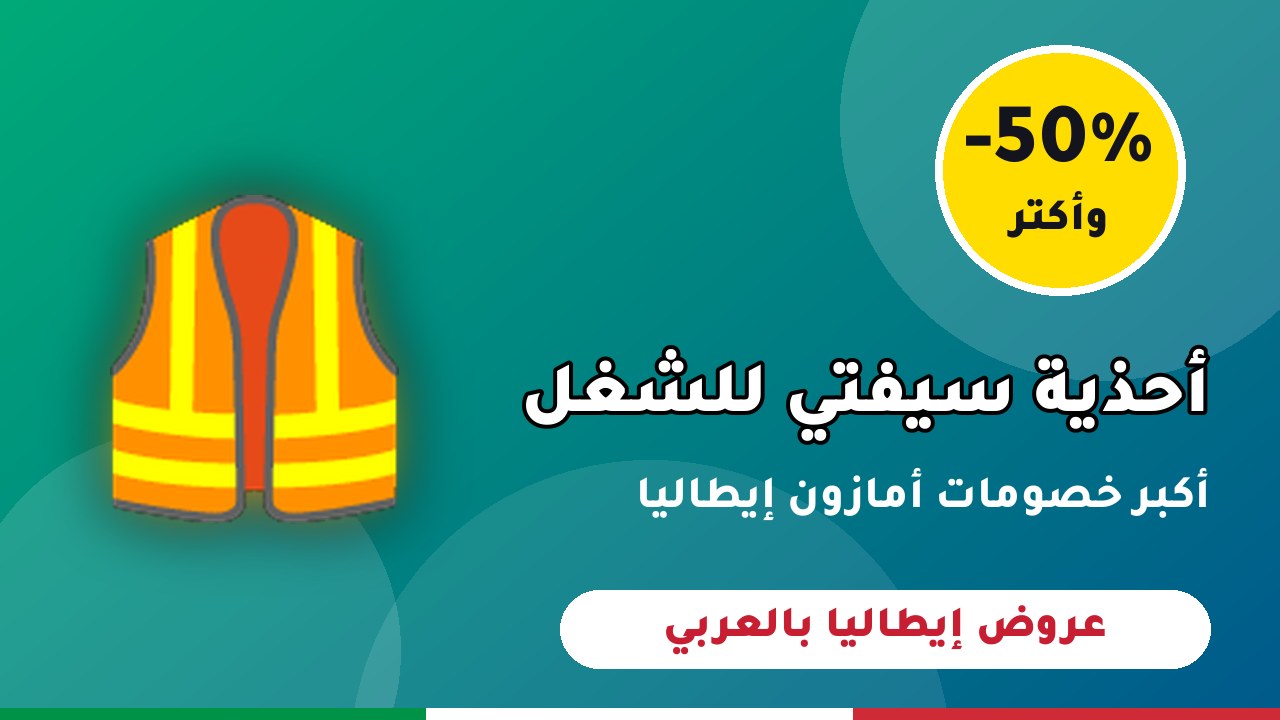 -50%
وأكتر
أحذية سيفتي للشغل
أكبر خصومات أمازون إيطاليا
عروض إيطاليا بالعربي